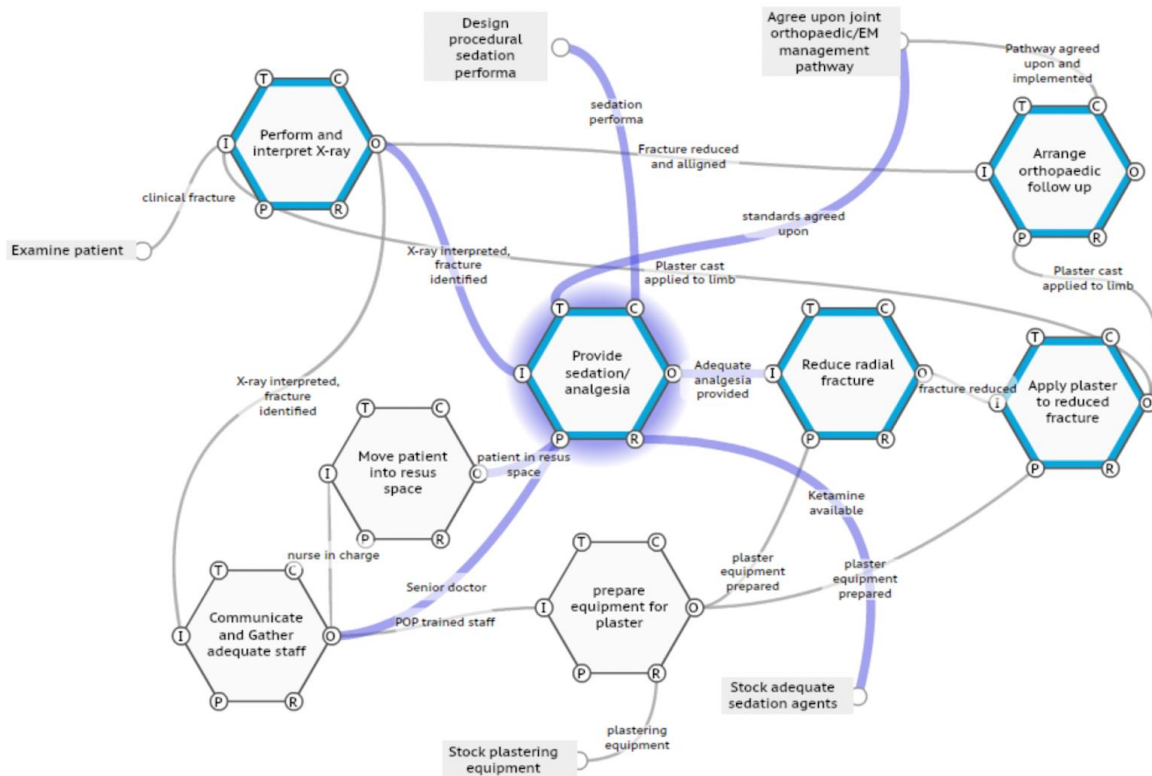 Design
procedural
sedation
performa
Agree upon joint
orthopaedic/EM
management
pathway
Pathway agreed
upon and
implemented
T
C
I
O
P
R
Perform and
interpret X-ray
sedation
performa
Fracture reduced
and alligned
T
C
I
O
P
R
Arrange
orthopaedic
follow up
clinical fracture
Examine patient
standards agreed
upon
X-ray interpreted,
fracture
identified
Plaster cast
applied to limb
Plaster cast
applied to limb
T
C
I
O
P
R
Provide
sedation/
analgesia
Adequate
analgesia
provided
T
C
I
O
P
R
Reduce radial
fracture
fracture reduced
T
C
I
O
P
R
Apply plaster
to reduced
fracture
X-ray interpreted,
fracture
identified
T
C
I
O
P
R
Move patient
into resus
space
patient in resus
space
Ketamine
available
nurse in charge
T
C
I
O
P
R
Communicate
and Gather
adequate staff
Senior doctor
POP trained staff
T
C
I
O
P
R
prepare
equipment for
plaster
plaster
equipment
prepared
plaster
equipment
prepared
Stock adequate
sedation agents
plastering
equipment
Stock plastering
equipment